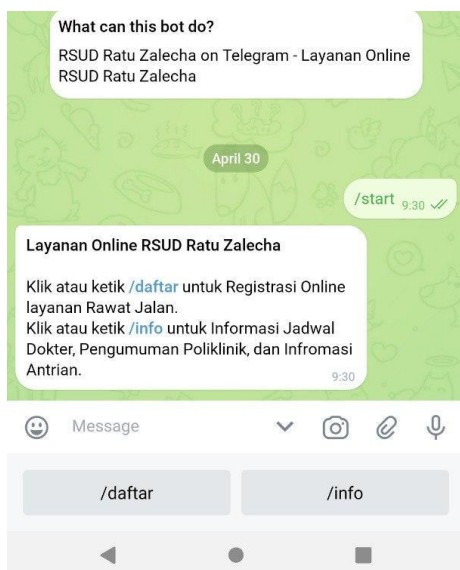 What can this bot do?
RSUD Ratu Zalecha on Telegram - Layanan Online
RSUD Ratu Zalecha
April 30
/start 9:30
Layanan Online RSUD Ratu Zalecha
Klik atau ketik /daftar untuk Registrasi Online
layanan Rawat Jalan.
Klik atau ketik /info untuk Informasi Jadwal
Dokter, Pengumuman Poliklinik, dan Infromasi
Antrian.
9:30
Message
/daftar /info